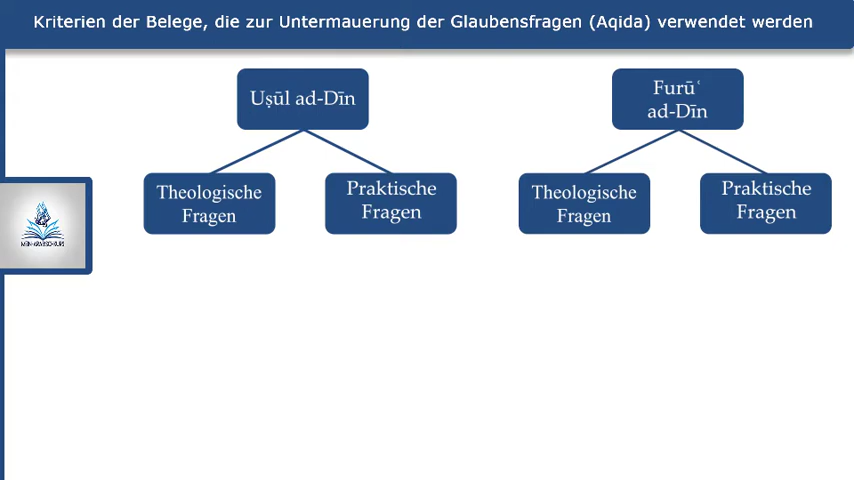 Kriterien der Belege, die zur Untermauerung der Glaubensfragen (Aqida) verwendet werden
Uṣūl ad-Dīn
Furūʿ
ad-Dīn
Theologische
Fragen
Praktische
Fragen
Theologische
Fragen
Praktische
Fragen